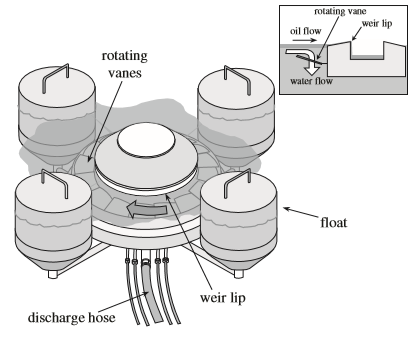 rotating vane
weir lip
oil flow
water flow
rotating
vanes
float
weir lip
discharge hose